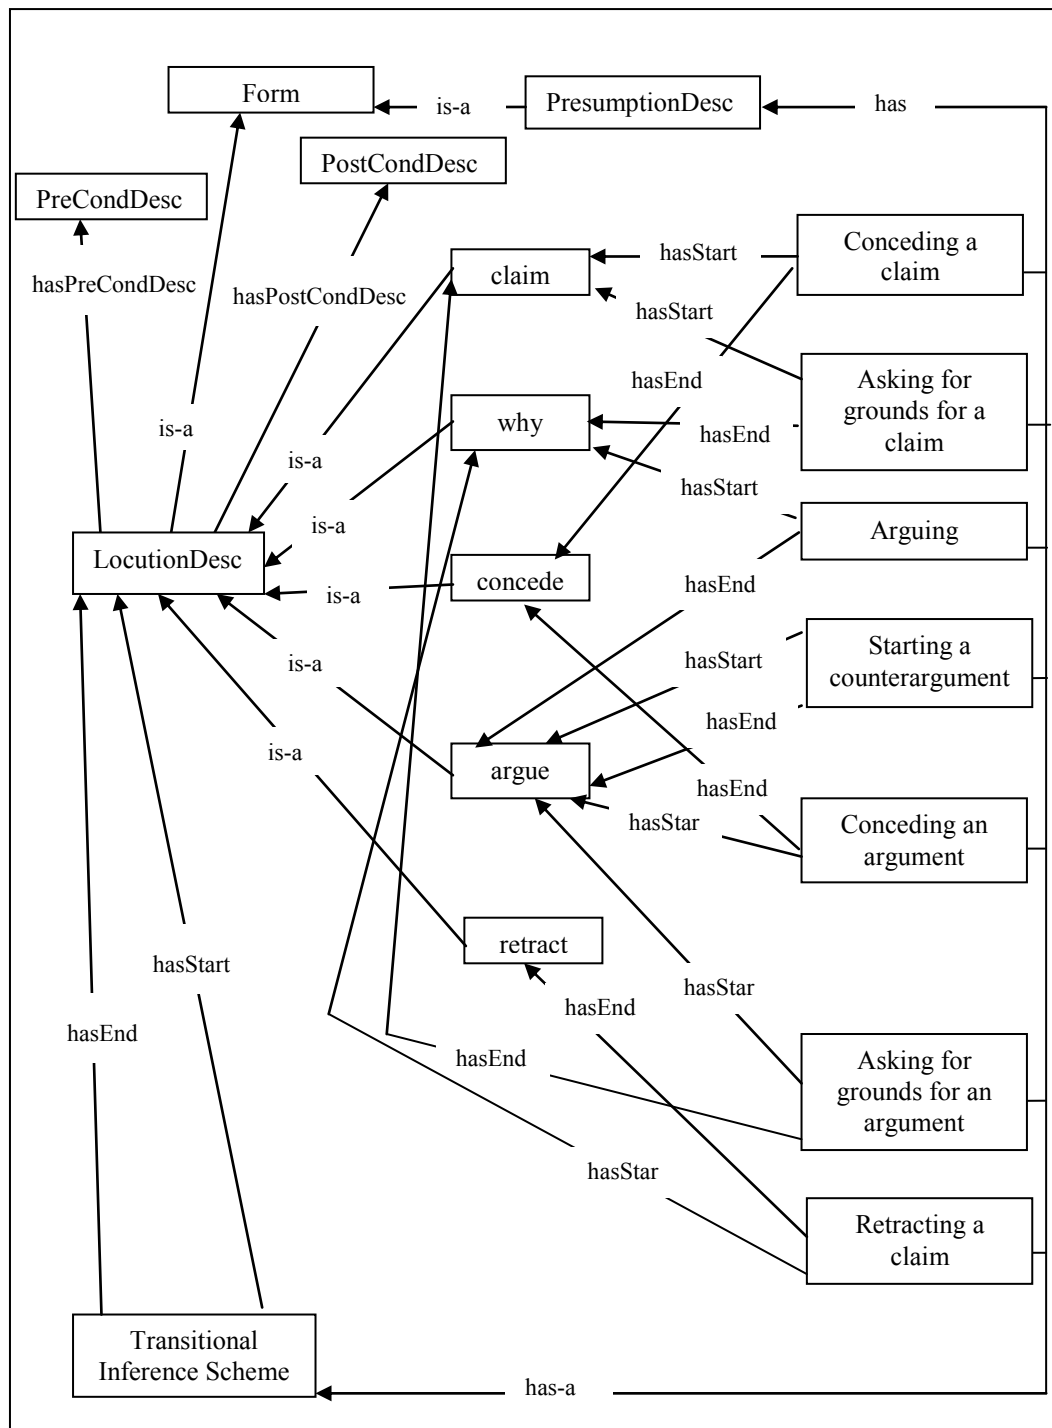 Form
is-a
PresumptionDesc
has
PostCondDesc
PreCondDesc
Conceding a
claim
hasStart
claim
hasPreCondDesc
hasPostCondDesc
hasStart
hasEnd
Asking for
grounds for a
claim
why
hasEnd
is-a
is-a
hasStart
is-a
Arguing
LocutionDesc
concede
hasEnd
is-a
Starting a
counterargument
is-a
hasStart
hasEnd
is-a
argue
hasEnd
hasStar
Conceding an
argument
retract
hasStart
hasStar
hasEnd
hasEnd
hasEnd
Asking for
grounds for an
argument
hasStar
Retracting a
claim
Transitional
Inference Scheme
has-a